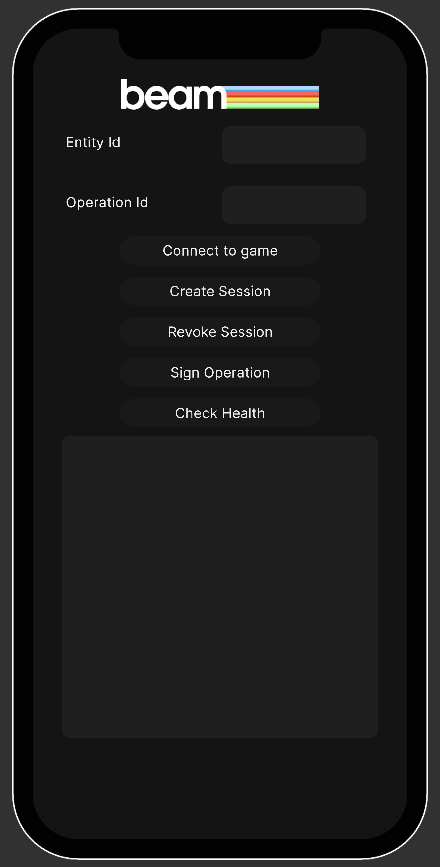 beam
Entity Id
Operation Id
Connect to game
Create Session
Revoke Session
Sign Operation
Check Health